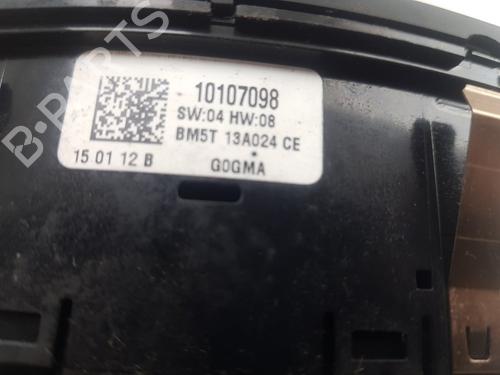 10107098
SW:04 HW:08
BM5T 13A024 CE
15 01 12 B
G0GMA
B-PARTS